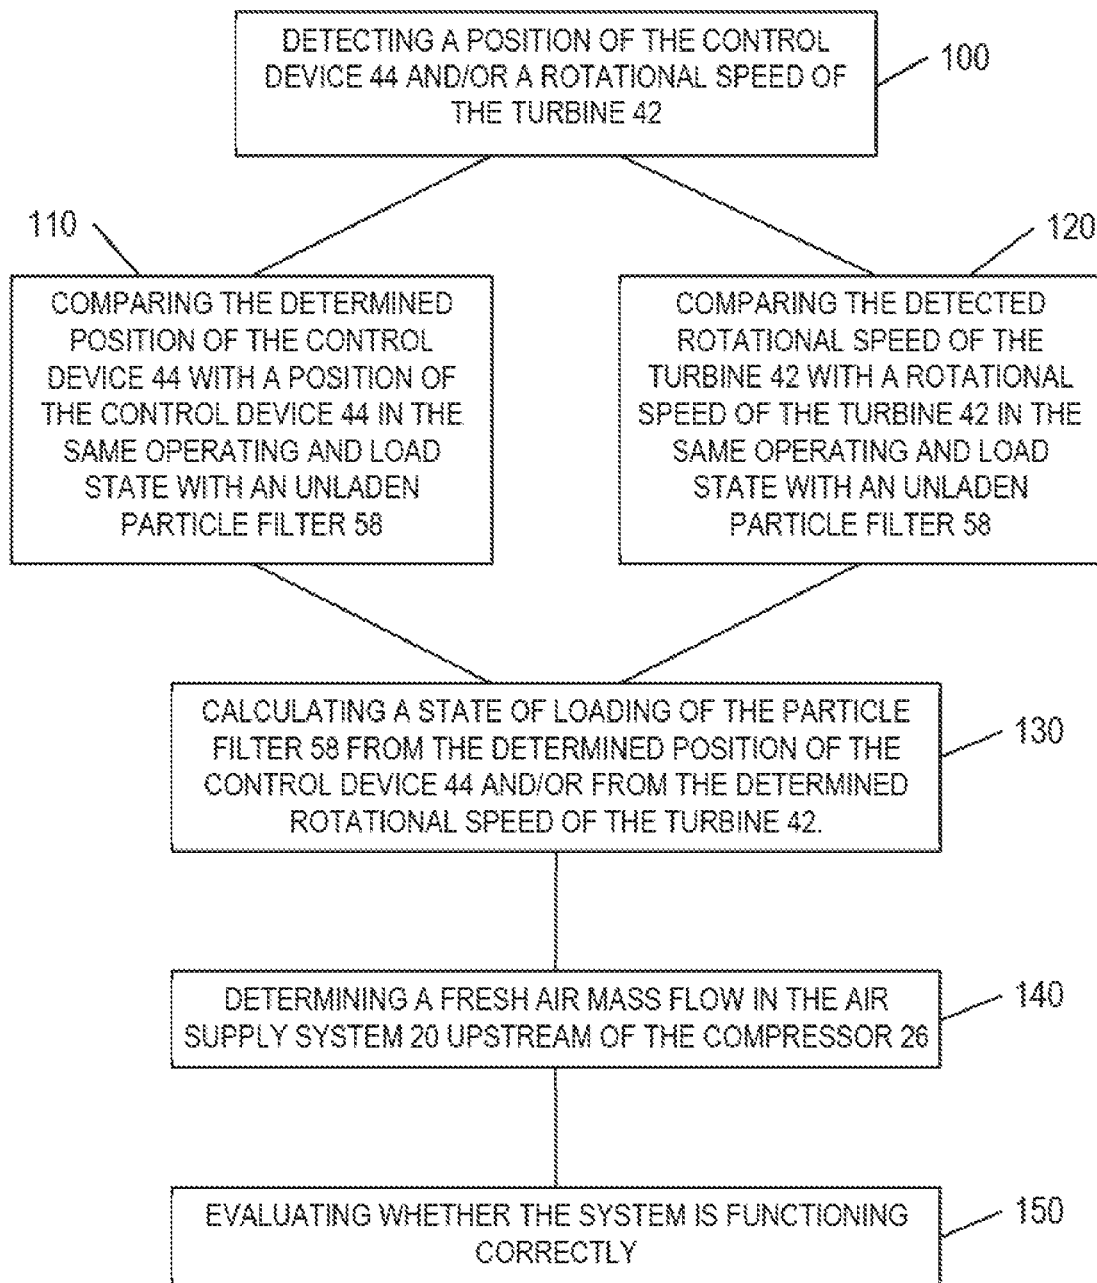 DETECTING A POSITION OF THE CONTROL
DEVICE 44 AND/OR A ROTATIONAL SPEED OF
THE TURBINE 42
100
110
COMPARING THE DETERMINED
POSITION OF THE CONTROL
DEVICE 44 WITH A POSITION OF
THE CONTROL DEVICE 44 IN THE
SAME OPERATING AND LOAD
STATE WITH AN UNLADEN
PARTICLE FILTER 58
120
COMPARING THE DETECTED
ROTATIONAL SPEED OF THE
TURBINE 42 WITH A ROTATIONAL
SPEED OF THE TURBINE 42 IN THE
SAME OPERATING AND LOAD
STATE WITH AN UNLADEN
PARTICLE FILTER 58
CALCULATING A STATE OF LOADING OF THE PARTICLE
FILTER 58 FROM THE DETERMINED POSITION OF THE
CONTROL DEVICE 44 AND/OR FROM THE DETERMINED
ROTATIONAL SPEED OF THE TURBINE 42.
130
DETERMINING A FRESH AIR MASS FLOW IN THE AIR
SUPPLY SYSTEM 20 UPSTREAM OF THE COMPRESSOR 26
140
EVALUATING WHETHER THE SYSTEM IS FUNCTIONING
CORRECTLY
150